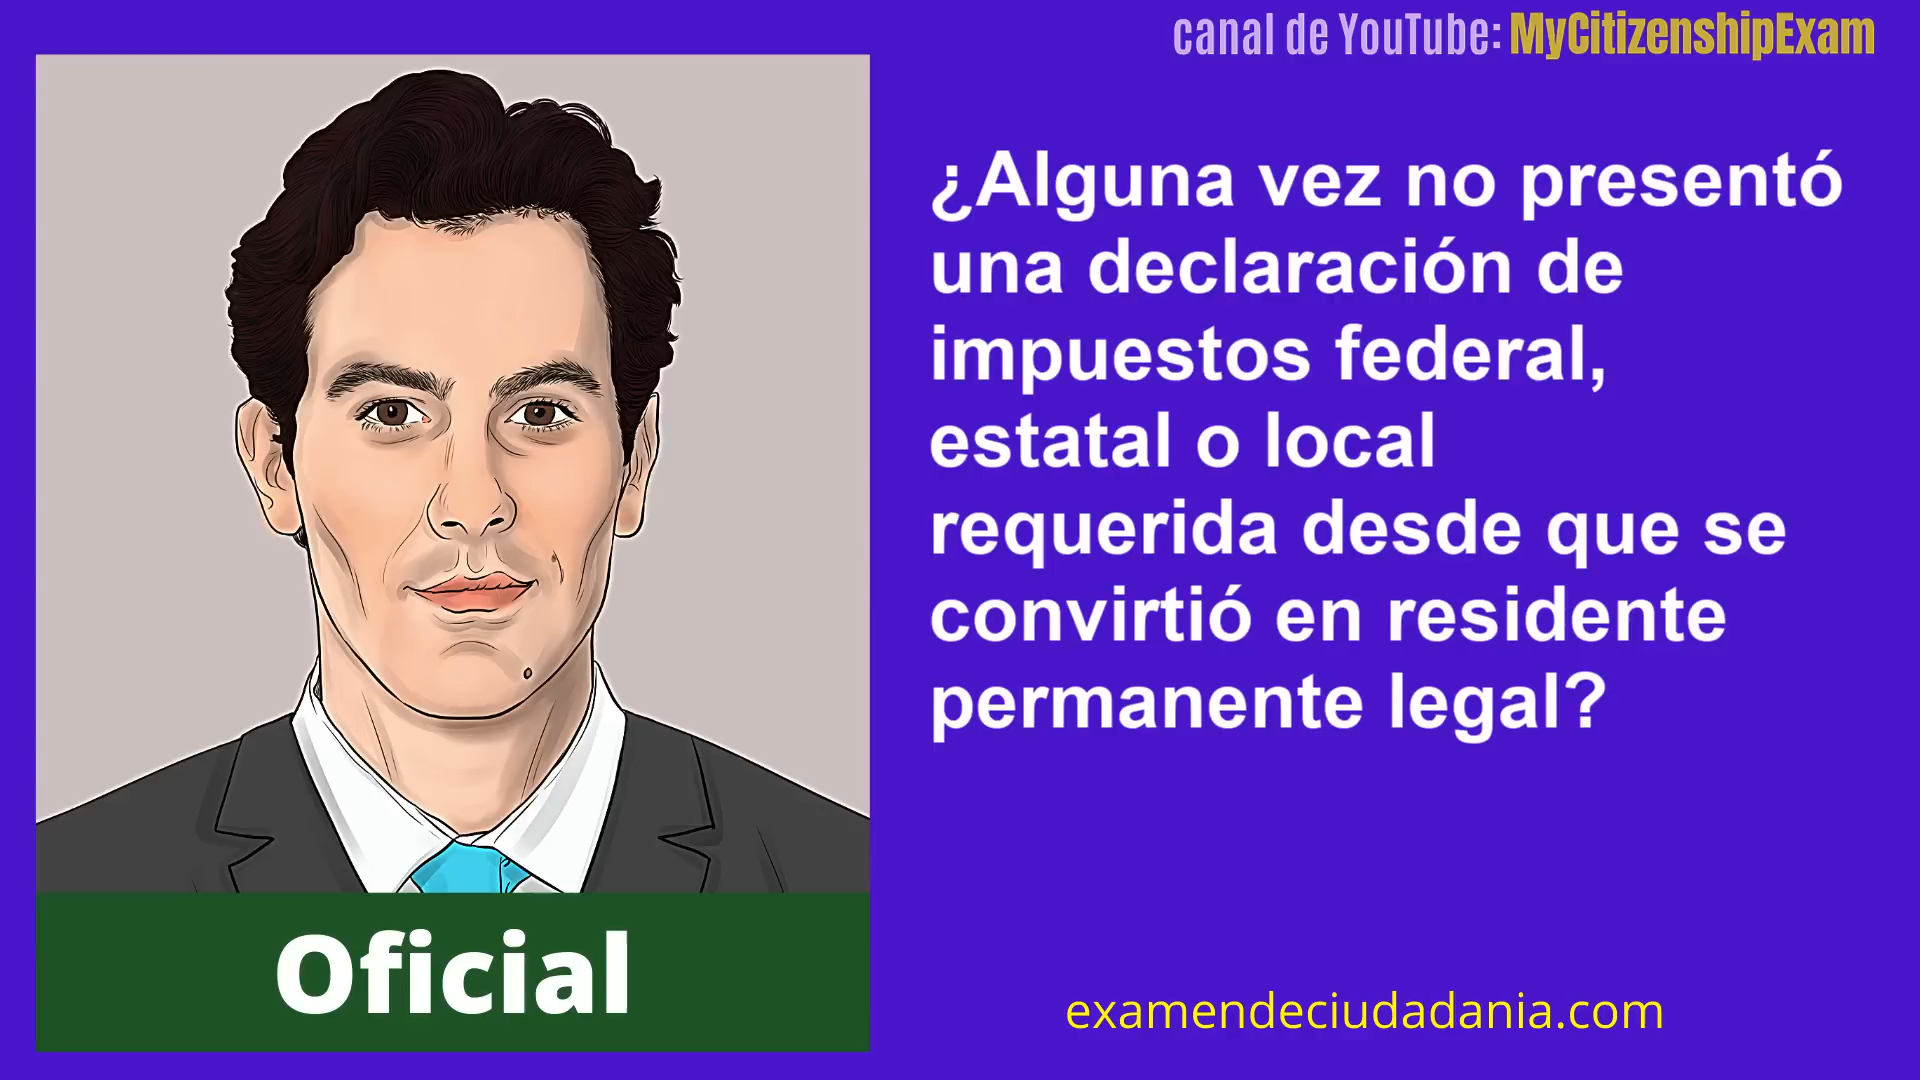 canal de YouTube: MyCitizenshipExam
¿Alguna vez no presentó
una declaración de
impuestos federal,
estatal o local
requerida desde que se
convirtió en residente
permanente legal?
Oficial
examendeciudadania.com